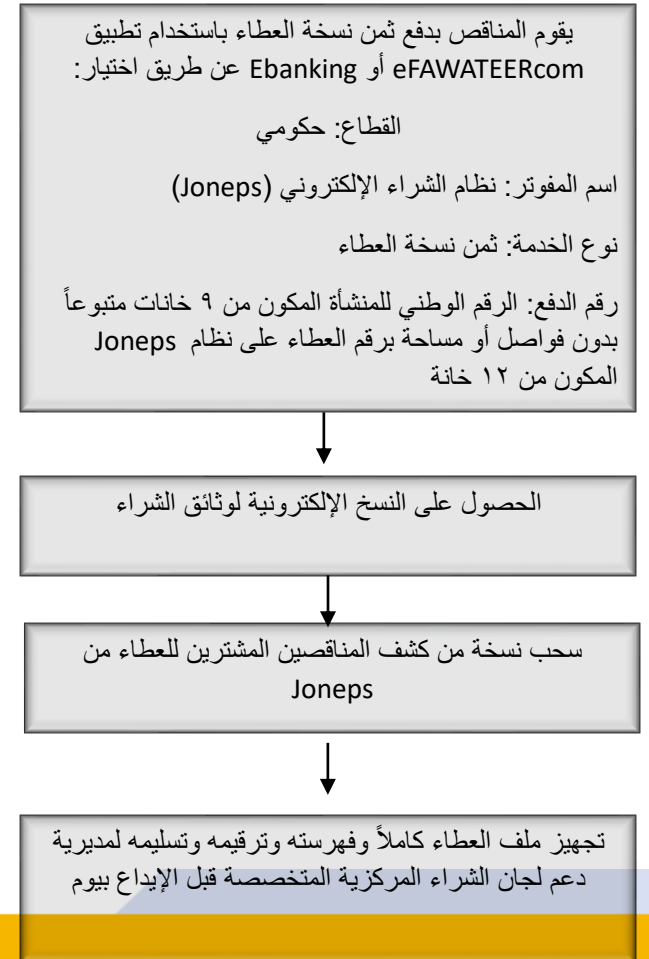 يقوم المناقص بدفع ثمن نسخة العطاء باستخدام تطبيق
eFAWATEERcom أو Ebanking عن طريق اختيار:
القطاع: حكومي
اسم المفوتر: نظام الشراء الإلكتروني (Joneps)
نوع الخدمة: ثمن نسخة العطاء
رقم الدفع: الرقم الوطني للمنشأة المكون من ٩ خانات متبوعاً
بدون فواصل أو مساحة برقم العطاء على نظام Joneps
المكون من ١٢ خانة
الحصول على النسخ الإلكترونية لوثائق الشراء
سحب نسخة من كشف المناقصين المشترين للعطاء من
Joneps
تجهيز ملف العطاء كاملاً وفهرسته وترقيمه وتسليمه لمديرية
دعم لجان الشراء المركزية المتخصصة قبل الإيداع بيوم